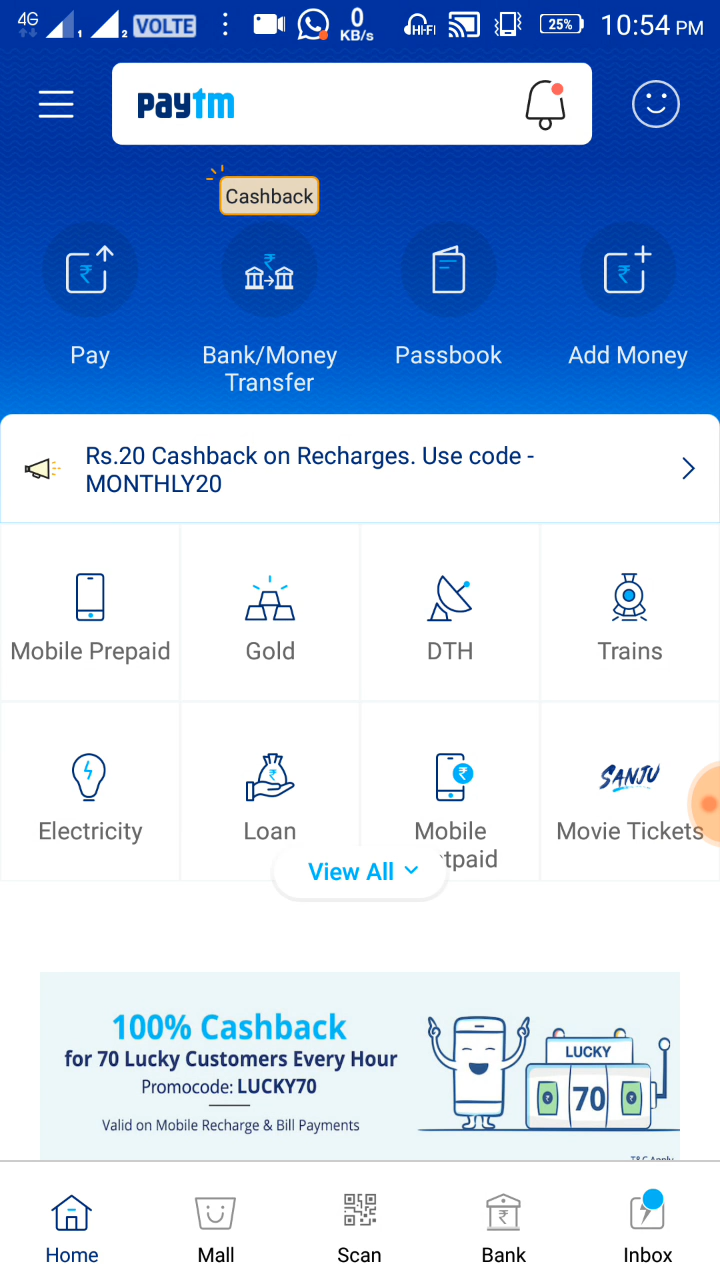 4G 1 2 VOLTE 0 KB/s HI-FI 25% 10:54 PM
paytm
Cashback
Pay
Bank/Money
Transfer
Passbook
Add Money
Rs.20 Cashback on Recharges. Use code -
MONTHLY20
Mobile Prepaid
Gold
DTH
Trains
SANJU
Electricity
Loan
Mobile
tpaid
Movie Tickets
View All
100% Cashback
for 70 Lucky Customers Every Hour
Promocode: LUCKY70
Valid on Mobile Recharge & Bill Payments
LUCKY
70
T&C Apply
Home
Mall
Scan
Bank
Inbox